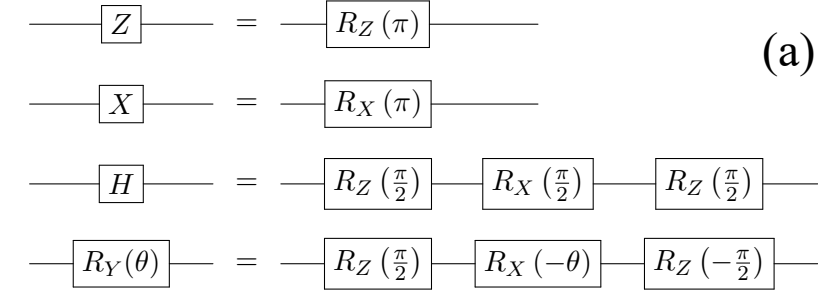 Z = R_Z (π)
(a)
X = R_X (π)
H = R_Z (π/2) R_X (π/2) R_Z (π/2)
R_Y(θ) = R_Z (π/2) R_X (−θ) R_Z (−π/2)